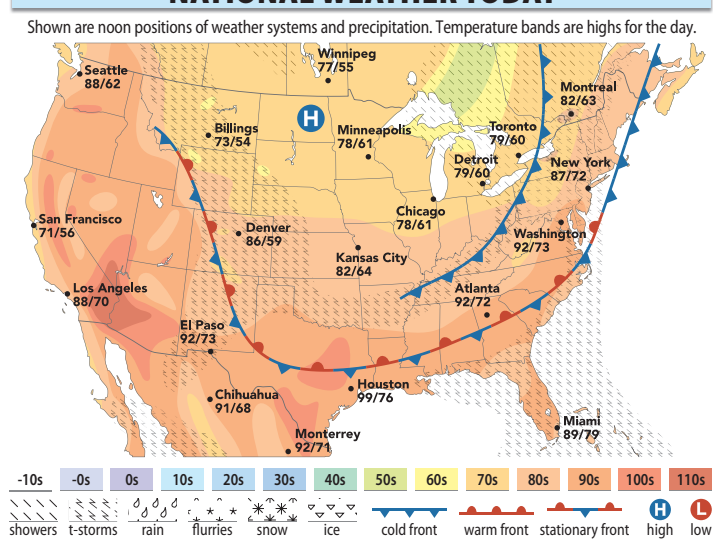 NATIONAL WEATHER TODAY
Shown are noon positions of weather systems and precipitation. Temperature bands are highs for the day.
Winnipeg
77/55
Seattle
88/62
Montreal
82/63
Billings
73/54
H
Minneapolis
78/61
Toronto
79/60
Detroit
79/60
New York
87/72
Chicago
78/61
San Francisco
71/56
Denver
86/59
Washington
92/73
Kansas City
82/64
Los Angeles
88/70
Atlanta
92/72
El Paso
92/73
Houston
99/76
Chihuahua
91/68
Miami
89/79
Monterrey
92/71
-10s -0s 0s 10s 20s 30s 40s 50s 60s 70s 80s 90s 100s 110s
H L
showers t-storms rain flurries snow ice cold front warm front stationary front high low